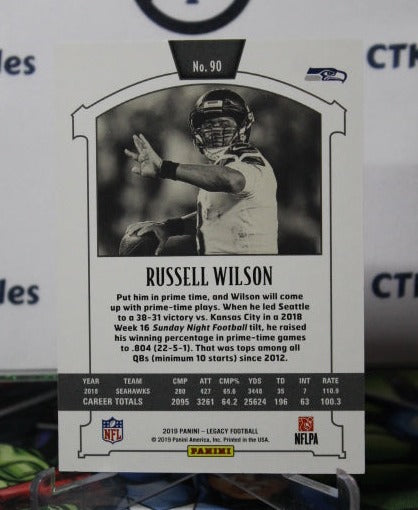 CTK
les
No. 90
RUSSELL WILSON
Put him in prime time, and Wilson will come
up with prime-time plays. When he led Seattle
to a 38-31 victory vs. Kansas City in a 2018
Week 16 Sunday Night Football tilt, he raised
his winning percentage in prime-time games
to .804 (22-5-1). That was tops among all
QBs (minimum 10 starts) since 2012.
YEAR TEAM CMP ATT CMP% YDS TD INT RATE
2018 SEAHAWKS 280 427 65.6 3448 35 7 110.9
CAREER TOTALS 2095 3261 64.2 25624 196 63 100.3
NFL
2019 PANINI - LEGACY FOOTBALL
© 2019 Panini America, Inc. Printed in the USA.
PANINI
NFLPA